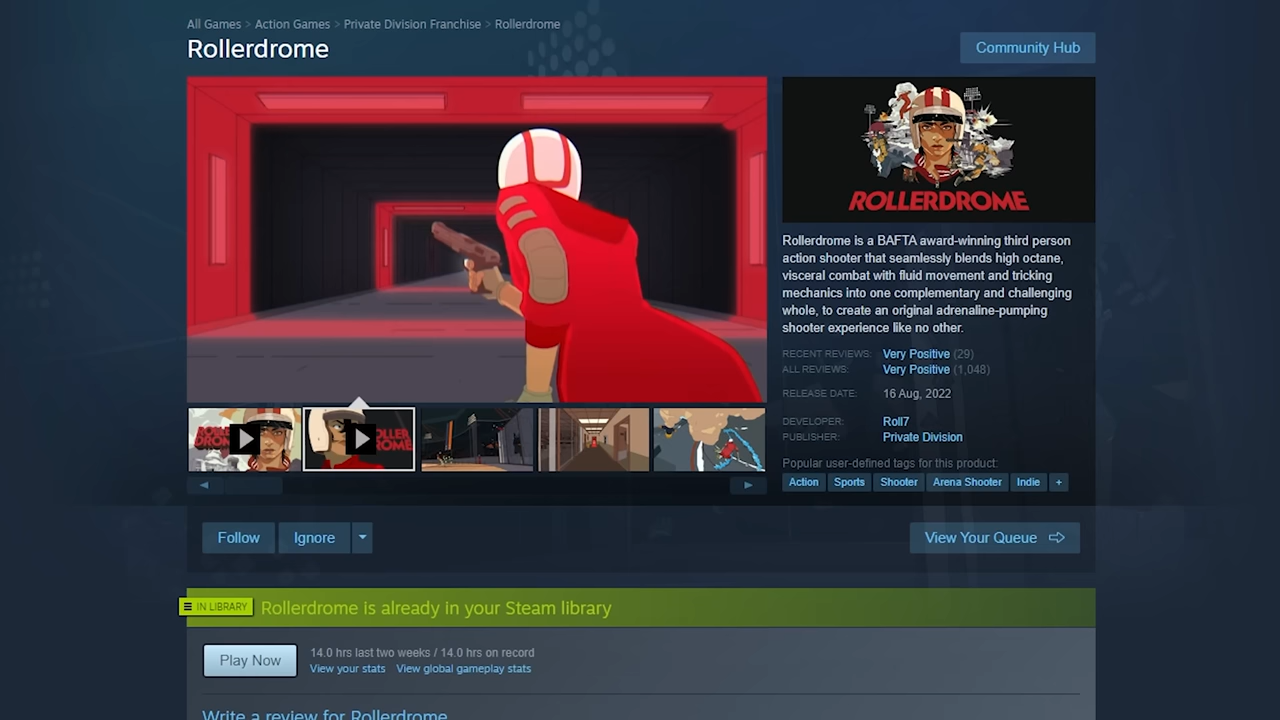 All Games > Action Games > Private Division Franchise > Rollerdrome
Rollerdrome
Community Hub
ROLLERDROME
Rollerdrome is a BAFTA award-winning third person
action shooter that seamlessly blends high octane,
visceral combat with fluid movement and tricking
mechanics into one complementary and challenging
whole, to create an original adrenaline-pumping
shooter experience like no other.
RECENT REVIEWS: Very Positive (29)
ALL REVIEWS: Very Positive (1,048)
RELEASE DATE: 16 Aug, 2022
DEVELOPER: Roll7
PUBLISHER: Private Division
Popular user-defined tags for this product:
Action Sports Shooter Arena Shooter Indie +
Follow Ignore
View Your Queue
IN LIBRARY Rollerdrome is already in your Steam library
Play Now
14.0 hrs last two weeks / 14.0 hrs on record
View your stats View global gameplay stats
Write a review for Rollerdrome